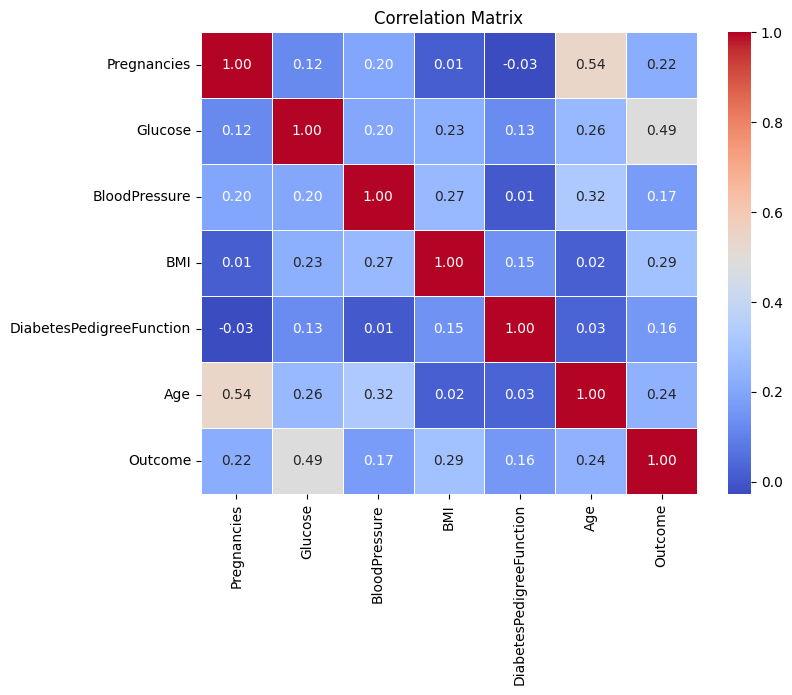 Correlation Matrix
Pregnancies 1.00 0.12 0.20 0.01 -0.03 0.54 0.22
Glucose 0.12 1.00 0.20 0.23 0.13 0.26 0.49
BloodPressure 0.20 0.20 1.00 0.27 0.01 0.32 0.17
BMI 0.01 0.23 0.27 1.00 0.15 0.02 0.29
DiabetesPedigreeFunction -0.03 0.13 0.01 0.15 1.00 0.03 0.16
Age 0.54 0.26 0.32 0.02 0.03 1.00 0.24
Outcome 0.22 0.49 0.17 0.29 0.16 0.24 1.00
Pregnancies
Glucose
BloodPressure
BMI
DiabetesPedigreeFunction
Age
Outcome
1.0
0.8
0.6
0.4
0.2
0.0